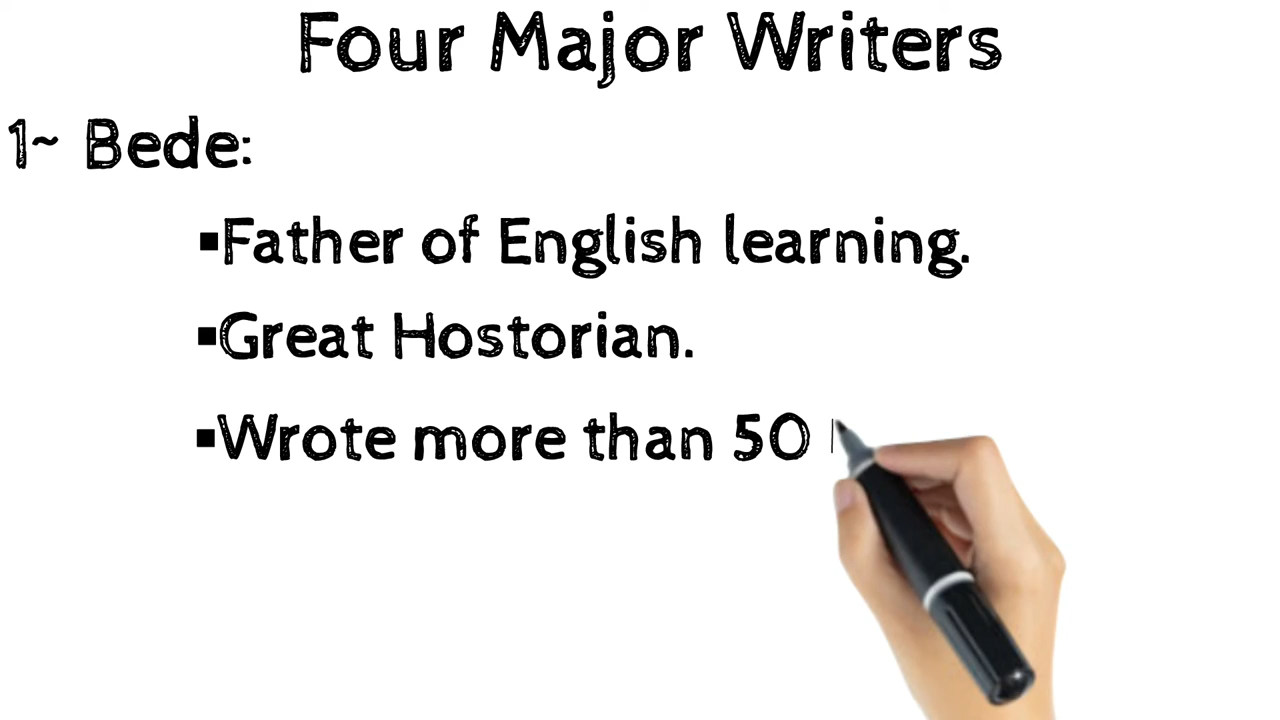 Four Major Writers
1~ Bede:
▪Father of English learning.
▪Great Hostorian.
▪Wrote more than 50